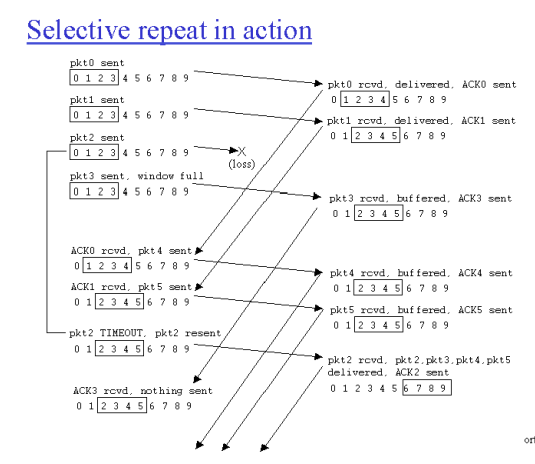 Selective repeat in action
pkt0 sent
0 1 2 3 4 5 6 7 8 9
pkt0 rcvd, delivered, ACK0 sent
0 1 2 3 4 5 6 7 8 9
pkt1 sent
0 1 2 3 4 5 6 7 8 9
pkt1 rcvd, delivered, ACK1 sent
0 1 2 3 4 5 6 7 8 9
pkt2 sent
0 1 2 3 4 5 6 7 8 9
X
(loss)
pkt3 sent, window full
0 1 2 3 4 5 6 7 8 9
pkt3 rcvd, buffered, ACK3 sent
0 1 2 3 4 5 6 7 8 9
ACK0 rcvd, pkt4 sent
0 1 2 3 4 5 6 7 8 9
pkt4 rcvd, buffered, ACK4 sent
0 1 2 3 4 5 6 7 8 9
ACK1 rcvd, pkt5 sent
0 1 2 3 4 5 6 7 8 9
pkt5 rcvd, buffered, ACK5 sent
0 1 2 3 4 5 6 7 8 9
pkt2 TIMEOUT, pkt2 resent
0 1 2 3 4 5 6 7 8 9
pkt2 rcvd, pkt2,pkt3,pkt4,pkt5
delivered, ACK2 sent
0 1 2 3 4 5 6 7 8 9
ACK3 rcvd, nothing sent
0 1 2 3 4 5 6 7 8 9